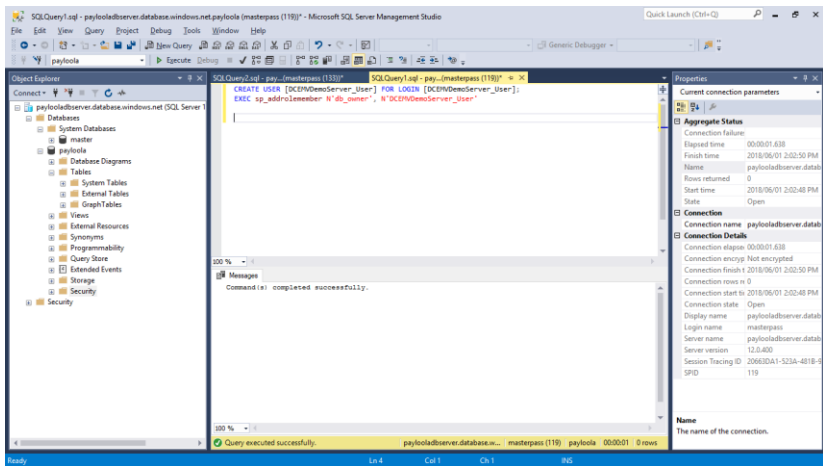 SQLQuery1.sql - paylooladbserver.database.windows.net.payloola (masterpass (119))* - Microsoft SQL Server Management Studio
Quick Launch (Ctrl+Q)
File Edit View Query Project Debug Tools Window Help
New Query
Generic Debugger
payloola
Execute Debug
Object Explorer
SQLQuery2.sql - pay...(masterpass (133))*
SQLQuery1.sql - pay...(masterpass (119))*
Connect
paylooladbserver.database.windows.net (SQL Server 1
Databases
System Databases
master
payloola
Database Diagrams
Tables
System Tables
External Tables
GraphTables
Views
External Resources
Synonyms
Programmability
Query Store
Extended Events
Storage
Security
Security
CREATE USER [DCEMVDemoServer_User] FOR LOGIN [DCEMVDemoServer_User];
EXEC sp_addrolemember N'db_owner', N'DCEMVDemoServer_User'
100 %
Messages
Command(s) completed successfully.
100 %
Query executed successfully.
paylooladbserver.database.w... masterpass (119) payloola 00:00:01 0 rows
Properties
Current connection parameters
Aggregate Status
Connection failure:
Elapsed time 00:00:01.638
Finish time 2018/06/01 2:02:50 PM
Name paylooladbserver.datab
Rows returned 0
Start time 2018/06/01 2:02:48 PM
State Open
Connection
Connection name paylooladbserver.datab
Connection Details
Connection elapse 00:00:01.638
Connection encryp Not encrypted
Connection finish t 2018/06/01 2:02:50 PM
Connection rows re 0
Connection start ti 2018/06/01 2:02:48 PM
Connection state Open
Display name paylooladbserver.datab
Login name masterpass
Server name paylooladbserver.datab
Server version 12.0.400
Session Tracing ID 20663DA1-523A-481B-9
SPID 119
Name
The name of the connection.
Ready
Ln 4 Col 1 Ch 1 INS